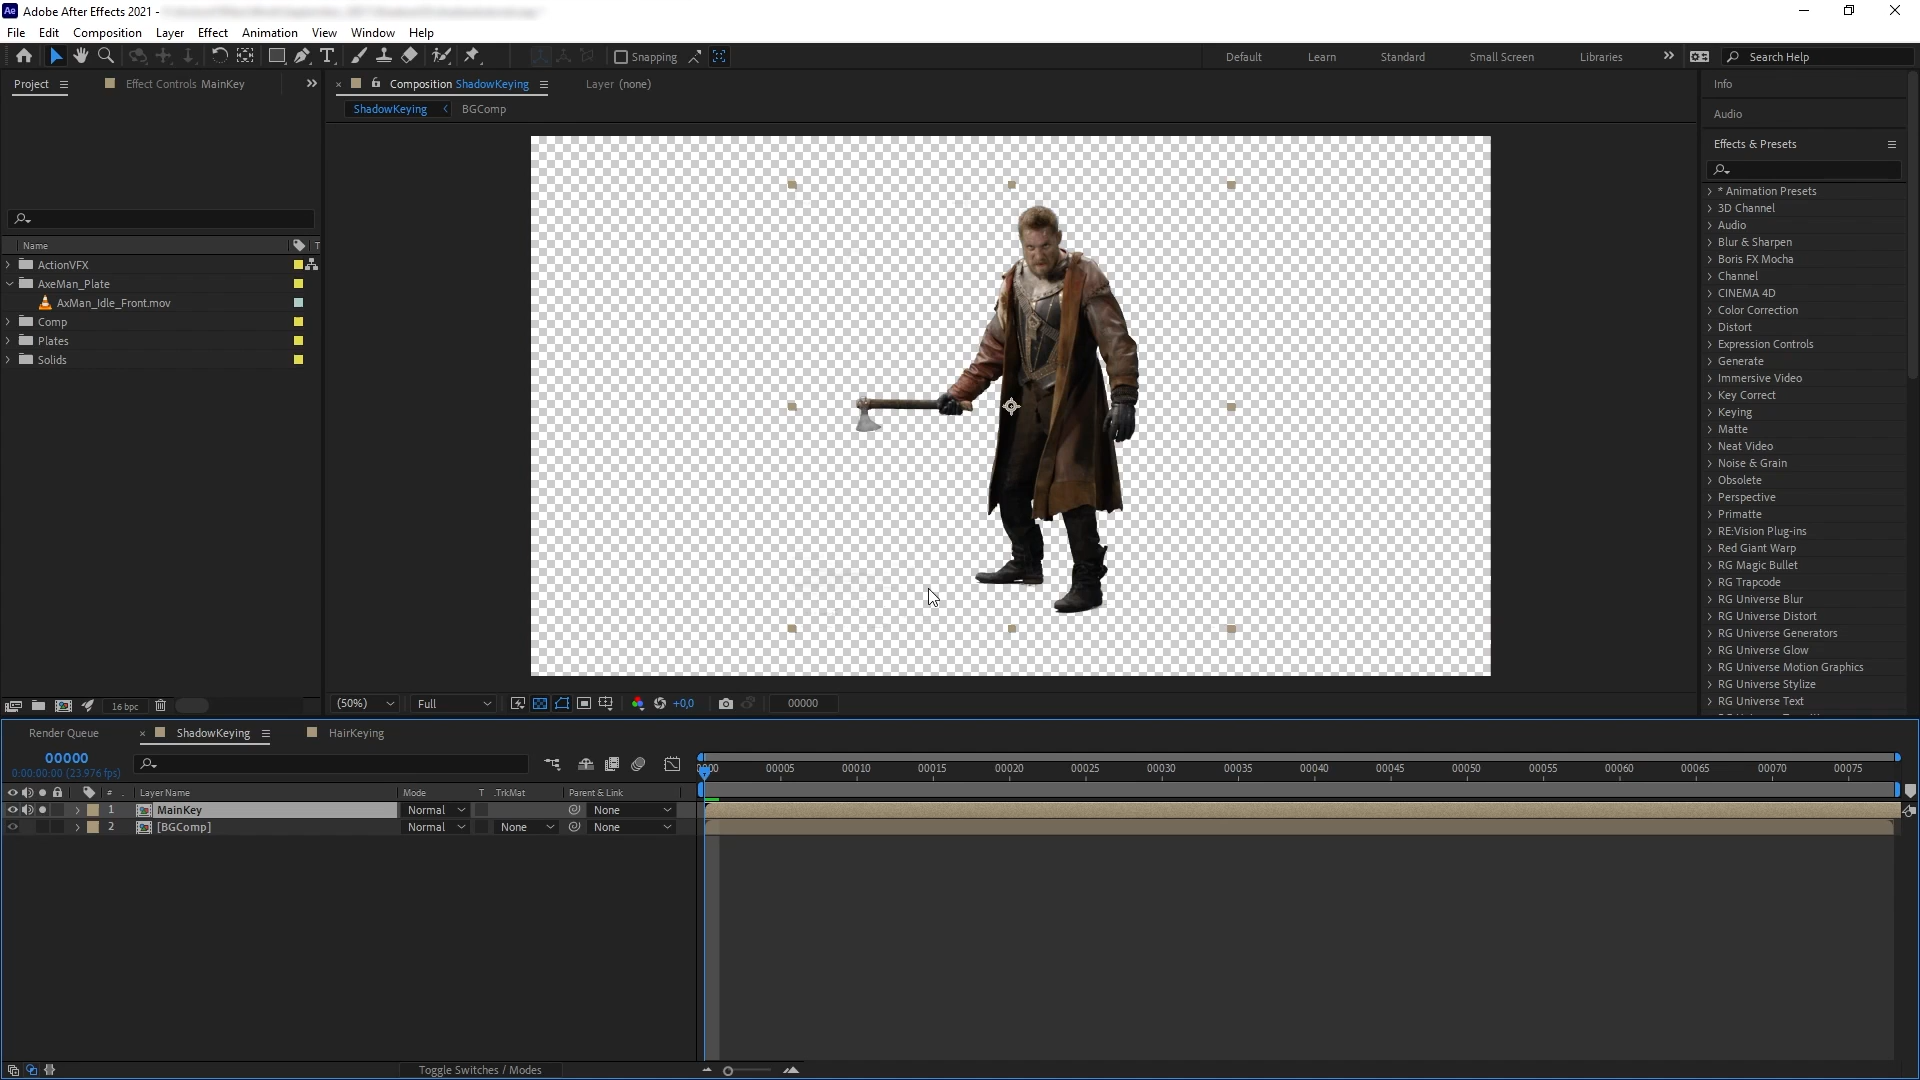 Adobe After Effects 2021 -
File Edit Composition Layer Effect Animation View Window Help
Snapping Default Learn Standard Small Screen Libraries Search Help
Project Effect Controls MainKey
Composition ShadowKeying Layer (none)
ShadowKeying BGComp
Name T
ActionVFX
AxeMan_Plate
AxMan_Idle_Front.mov
Comp
Plates
Solids
16 bpc
(50%) Full +0,0 00000
Info
Audio
Effects & Presets
* Animation Presets
3D Channel
Audio
Blur & Sharpen
Boris FX Mocha
Channel
CINEMA 4D
Color Correction
Distort
Expression Controls
Generate
Immersive Video
Key Correct
Keying
Matte
Neat Video
Noise & Grain
Obsolete
Perspective
Primatte
RE:Vision Plug-ins
Red Giant Warp
RG Magic Bullet
RG Trapcode
RG Universe Blur
RG Universe Distort
RG Universe Generators
RG Universe Glow
RG Universe Motion Graphics
RG Universe Stylize
RG Universe Text
Render Queue ShadowKeying HairKeying
00000
0:00:00:00 (23.976 fps)
0000 00005 00010 00015 00020 00025 00030 00035 00040 00045 00050 00055 00060 00065 00070 00075
# Layer Name Mode T .TrkMat Parent & Link
1 MainKey Normal None
2 [BGComp] Normal None None
Toggle Switches / Modes